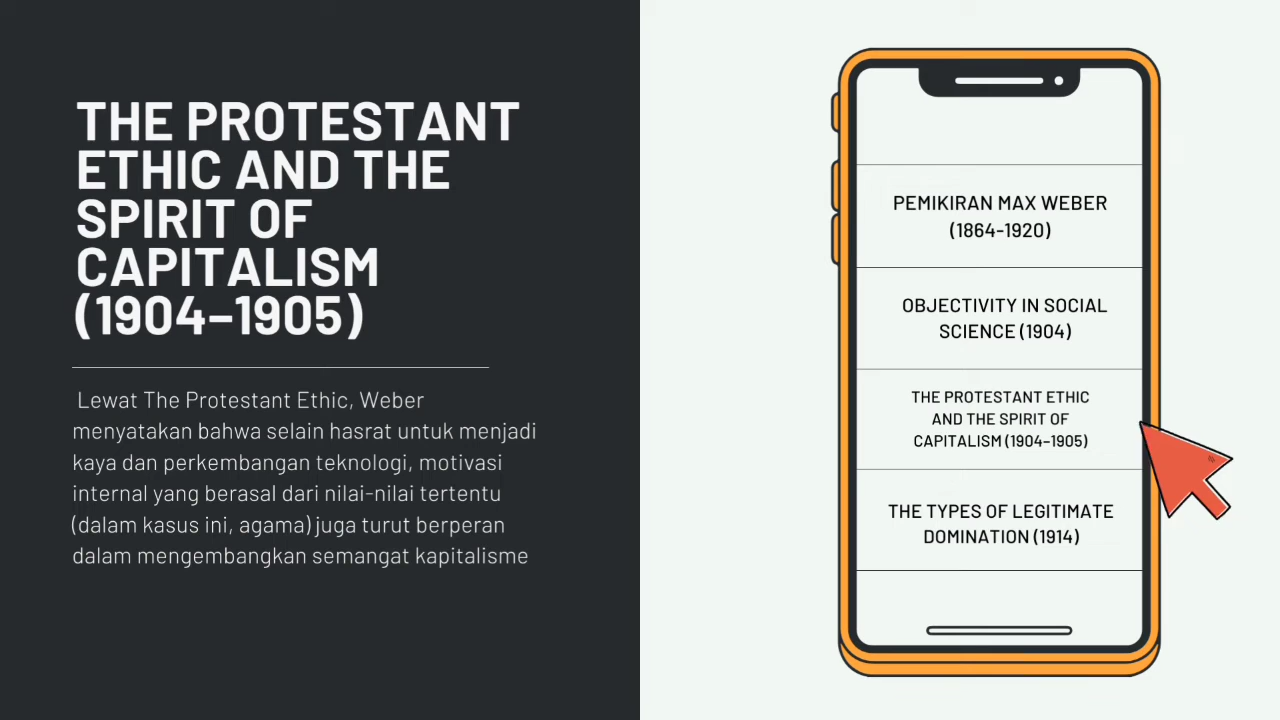 THE PROTESTANT
ETHIC AND THE
SPIRIT OF
CAPITALISM
(1904–1905)
Lewat The Protestant Ethic, Weber
menyatakan bahwa selain hasrat untuk menjadi
kaya dan perkembangan teknologi, motivasi
internal yang berasal dari nilai-nilai tertentu
(dalam kasus ini, agama) juga turut berperan
dalam mengembangkan semangat kapitalisme
PEMIKIRAN MAX WEBER
(1864-1920)
OBJECTIVITY IN SOCIAL
SCIENCE (1904)
THE PROTESTANT ETHIC
AND THE SPIRIT OF
CAPITALISM (1904–1905)
THE TYPES OF LEGITIMATE
DOMINATION (1914)